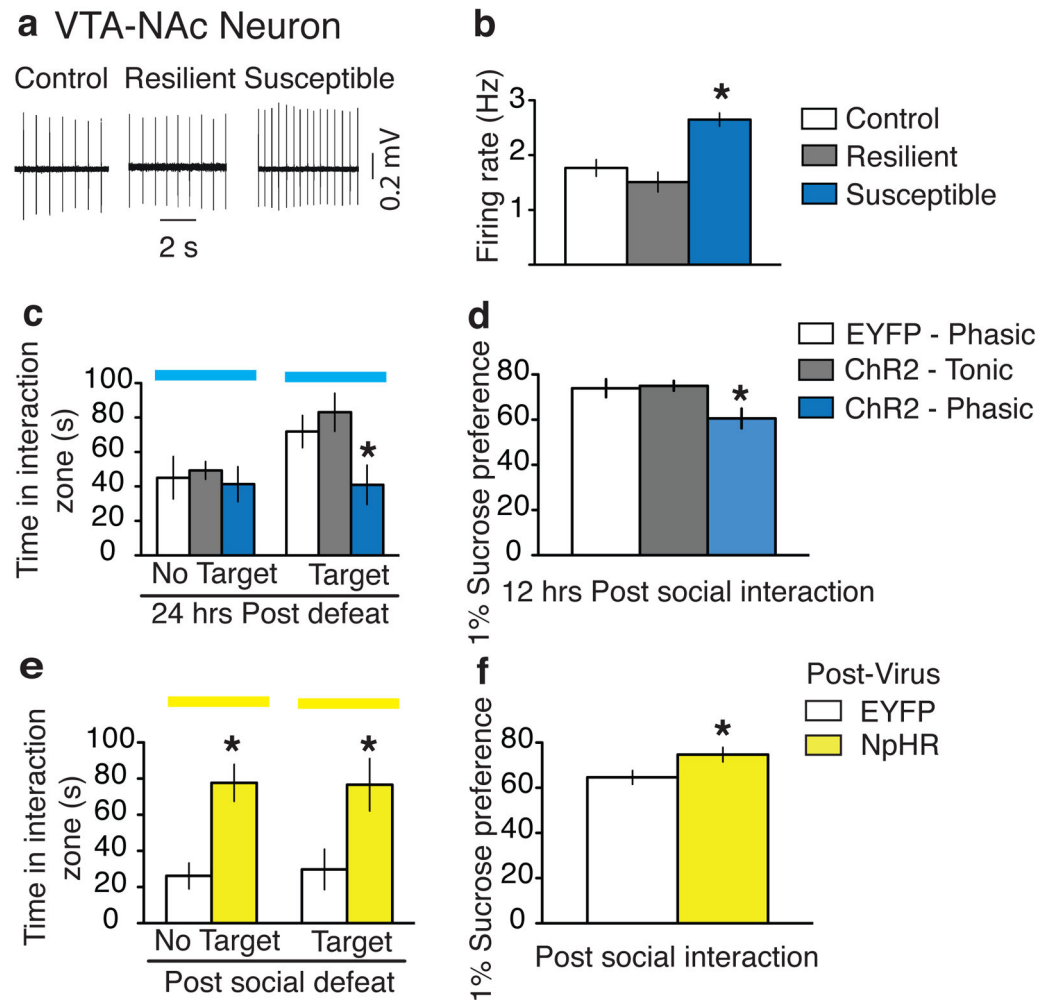 a VTA-NAc Neuron
Control Resilient Susceptible
0.2 mV
2 s
b
Firing rate (Hz)
3
2
1
*
Control
Resilient
Susceptible
c
Time in interaction
zone (s)
100
80
60
40
20
0
*
No Target Target
24 hrs Post defeat
d
1% Sucrose preference
80
60
40
20
0
*
12 hrs Post social interaction
EYFP - Phasic
ChR2 - Tonic
ChR2 - Phasic
e
Time in interaction
zone (s)
100
80
60
40
20
0
* *
No Target Target
Post social defeat
f
1% Sucrose preference
80
60
40
20
0
*
Post social interaction
Post-Virus
EYFP
NpHR